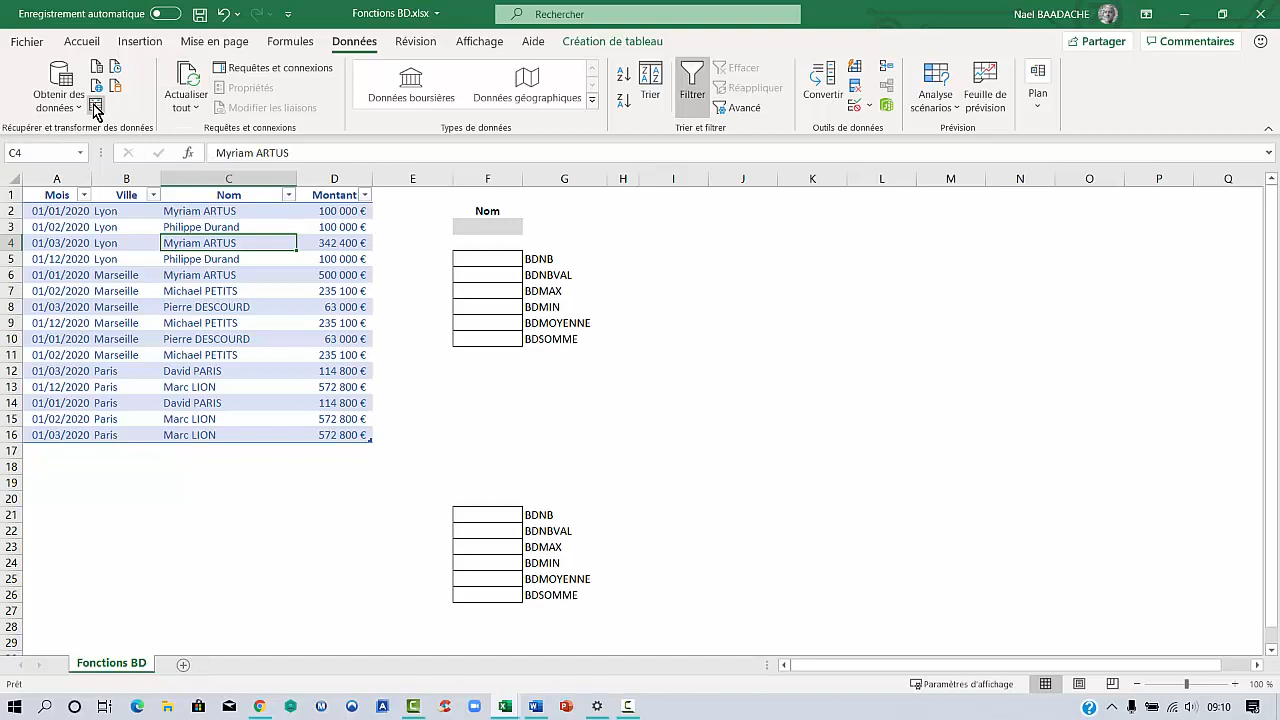 Enregistrement automatique
Fonctions BD.xlsx
Rechercher
Nael BAADACHE
Fichier Accueil Insertion Mise en page Formules Données Révision Affichage Aide Création de tableau Partager Commentaires
Obtenir des données
Actualiser tout
Requêtes et connexions
Propriétés
Modifier les liaisons
Données boursières
Données géographiques
Trier
Filtrer
Effacer
Réappliquer
Avancé
Convertir
Analyse scénarios
Feuille de prévision
Plan
Récupérer et transformer des données Requêtes et connexions Types de données Trier et filtrer Outils de données Prévision
C4 fx Myriam ARTUS
A B C D E F G H I J K L M N O P Q
1 Mois Ville Nom Montant
2 01/01/2020 Lyon Myriam ARTUS 100 000 € Nom
3 01/02/2020 Lyon Philippe Durand 100 000 €
4 01/03/2020 Lyon Myriam ARTUS 342 400 €
5 01/12/2020 Lyon Philippe Durand 100 000 € BDNB
6 01/01/2020 Marseille Myriam ARTUS 500 000 € BDNBVAL
7 01/02/2020 Marseille Michael PETITS 235 100 € BDMAX
8 01/03/2020 Marseille Pierre DESCOURD 63 000 € BDMIN
9 01/12/2020 Marseille Michael PETITS 235 100 € BDMOYENNE
10 01/01/2020 Marseille Pierre DESCOURD 63 000 € BDSOMME
11 01/02/2020 Marseille Michael PETITS 235 100 €
12 01/03/2020 Paris David PARIS 114 800 €
13 01/12/2020 Paris Marc LION 572 800 €
14 01/01/2020 Paris David PARIS 114 800 €
15 01/02/2020 Paris Marc LION 572 800 €
16 01/03/2020 Paris Marc LION 572 800 €
17
18
19
20
21 BDNB
22 BDNBVAL
23 BDMAX
24 BDMIN
25 BDMOYENNE
26 BDSOMME
27
28
29
Fonctions BD
Prêt Paramètres d'affichage 100 %
09:10